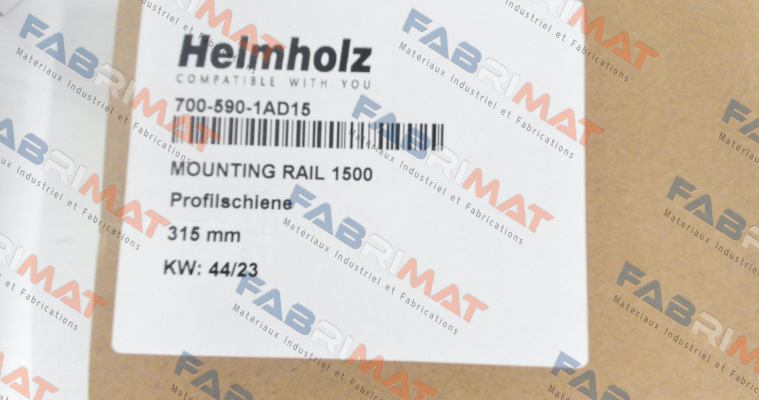 Helmholz
COMPATIBLE WITH YOU
700-590-1AD15
MOUNTING RAIL 1500
Profilschiene
315 mm
KW: 44/23
FABRIMAT
Matériaux Industriel et Fabrications